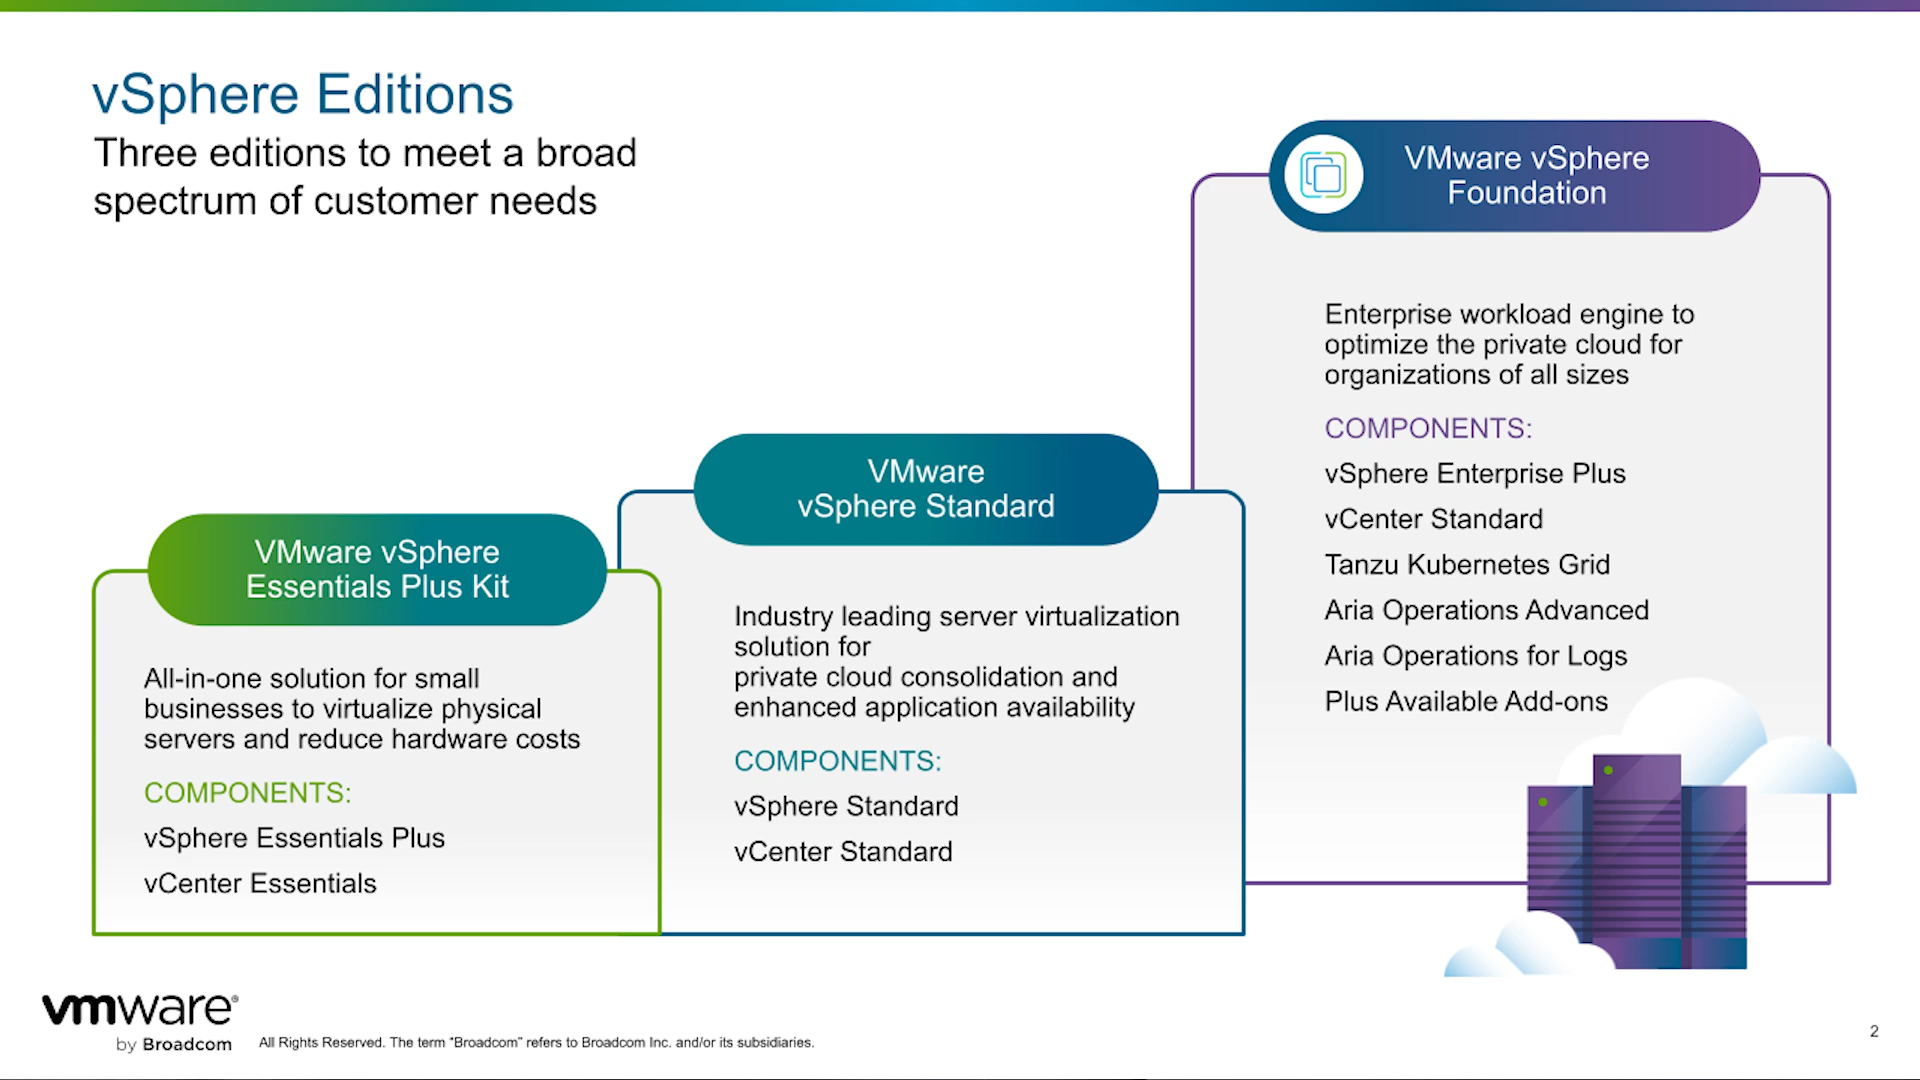 vSphere Editions
Three editions to meet a broad
spectrum of customer needs
VMware vSphere
Essentials Plus Kit
All-in-one solution for small
businesses to virtualize physical
servers and reduce hardware costs
COMPONENTS:
vSphere Essentials Plus
vCenter Essentials
VMware
vSphere Standard
Industry leading server virtualization
solution for
private cloud consolidation and
enhanced application availability
COMPONENTS:
vSphere Standard
vCenter Standard
VMware vSphere
Foundation
Enterprise workload engine to
optimize the private cloud for
organizations of all sizes
COMPONENTS:
vSphere Enterprise Plus
vCenter Standard
Tanzu Kubernetes Grid
Aria Operations Advanced
Aria Operations for Logs
Plus Available Add-ons
vmware®
by Broadcom
All Rights Reserved. The term “Broadcom” refers to Broadcom Inc. and/or its subsidiaries.
2